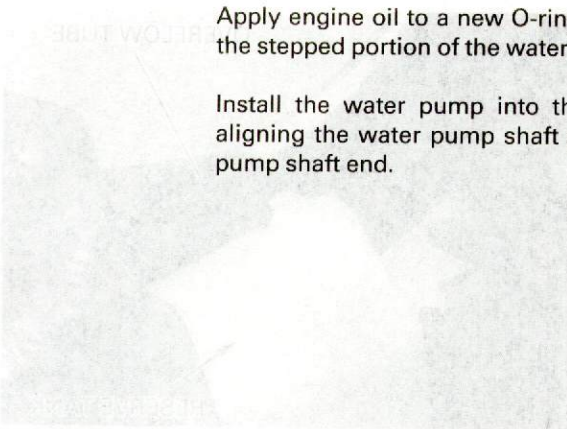 Apply engine oil to a new O-rin
the stepped portion of the water
Install the water pump into th
aligning the water pump shaft
pump shaft end.